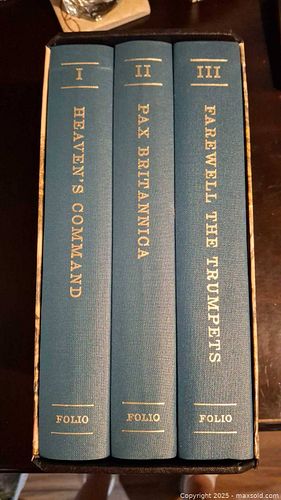 I
HEAVEN'S COMMAND
FOLIO
II
PAX BRITANNICA
FOLIO
III
FAREWELL THE TRUMPETS
FOLIO
Copyright 2025 - maxsold.com